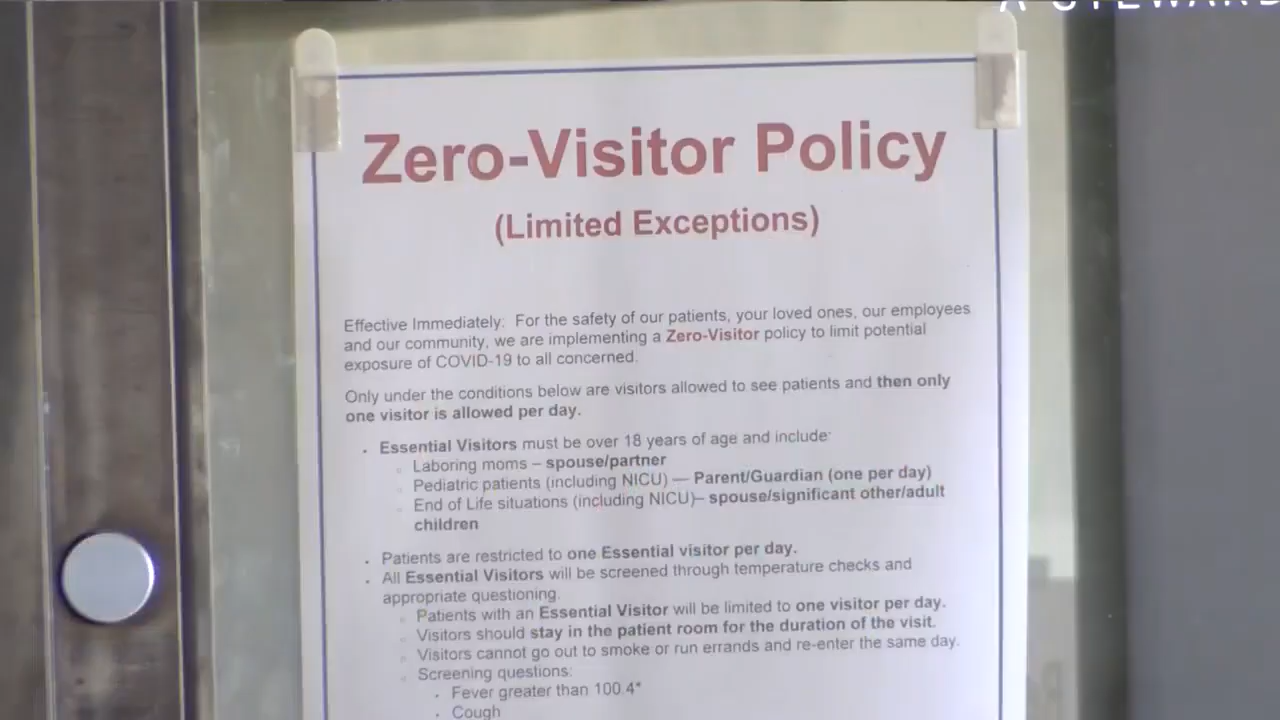 A STEWARD
Zero-Visitor Policy
(Limited Exceptions)
Effective Immediately: For the safety of our patients, your loved ones, our employees
and our community, we are implementing a Zero-Visitor policy to limit potential
exposure of COVID-19 to all concerned.
Only under the conditions below are visitors allowed to see patients and then only
one visitor is allowed per day.
Essential Visitors must be over 18 years of age and include:
Laboring moms – spouse/partner
Pediatric patients (including NICU) — Parent/Guardian (one per day)
End of Life situations (including NICU)– spouse/significant other/adult
children
Patients are restricted to one Essential visitor per day.
All Essential Visitors will be screened through temperature checks and
appropriate questioning.
Patients with an Essential Visitor will be limited to one visitor per day.
Visitors should stay in the patient room for the duration of the visit.
Visitors cannot go out to smoke or run errands and re-enter the same day.
Screening questions:
Fever greater than 100.4*
Cough